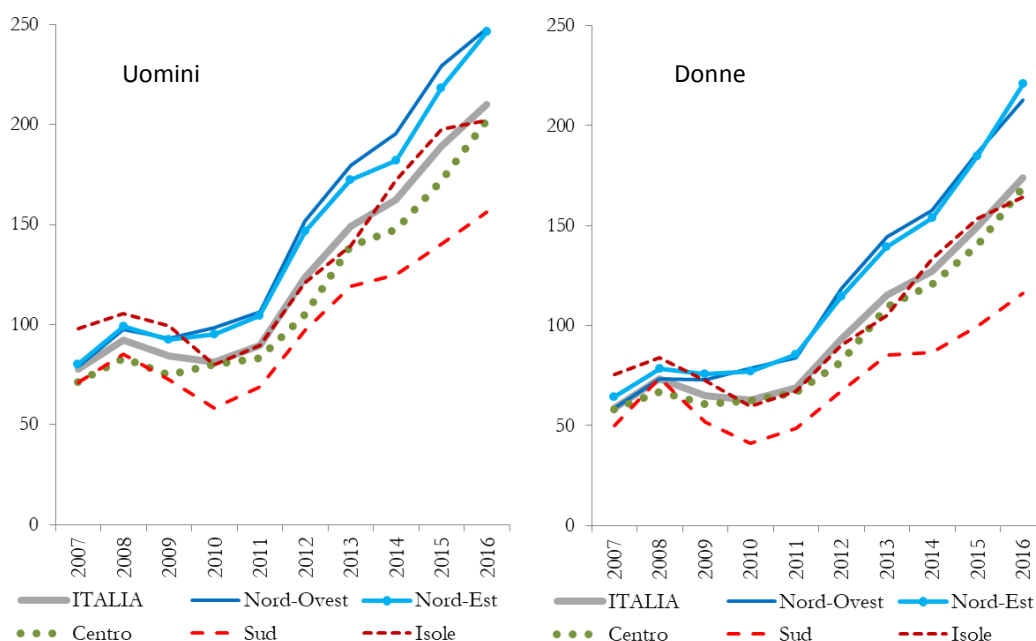 Uomini
250
200
150
100
50
0
2007
2008
2009
2010
2011
2012
2013
2014
2015
2016
ITALIA
Nord-Ovest
Nord-Est
Centro
Sud
Isole
Donne
250
200
150
100
50
0
2007
2008
2009
2010
2011
2012
2013
2014
2015
2016
ITALIA
Nord-Ovest
Nord-Est
Centro
Sud
Isole